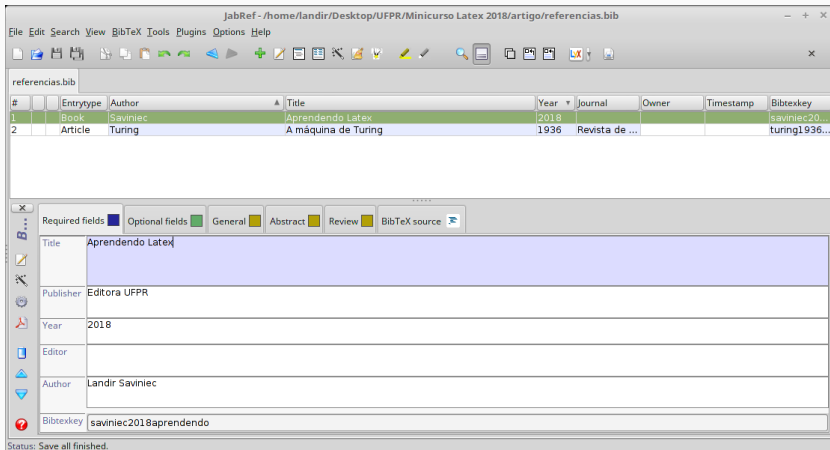 JabRef - /home/landir/Desktop/UFPR/Minicurso Latex 2018/artigo/referencias.bib
File Edit Search View BibTeX Tools Plugins Options Help
referencias.bib
# Entrytype Author Title Year Journal Owner Timestamp Bibtexkey
1 Book Saviniec Aprendendo Latex 2018 saviniec20...
2 Article Turing A máquina de Turing 1936 Revista de ... turing1936...
Required fields Optional fields General Abstract Review BibTeX source
Title Aprendendo Latex
Publisher Editora UFPR
Year 2018
Editor
Author Landir Saviniec
Bibtexkey saviniec2018aprendendo
Status: Save all finished.